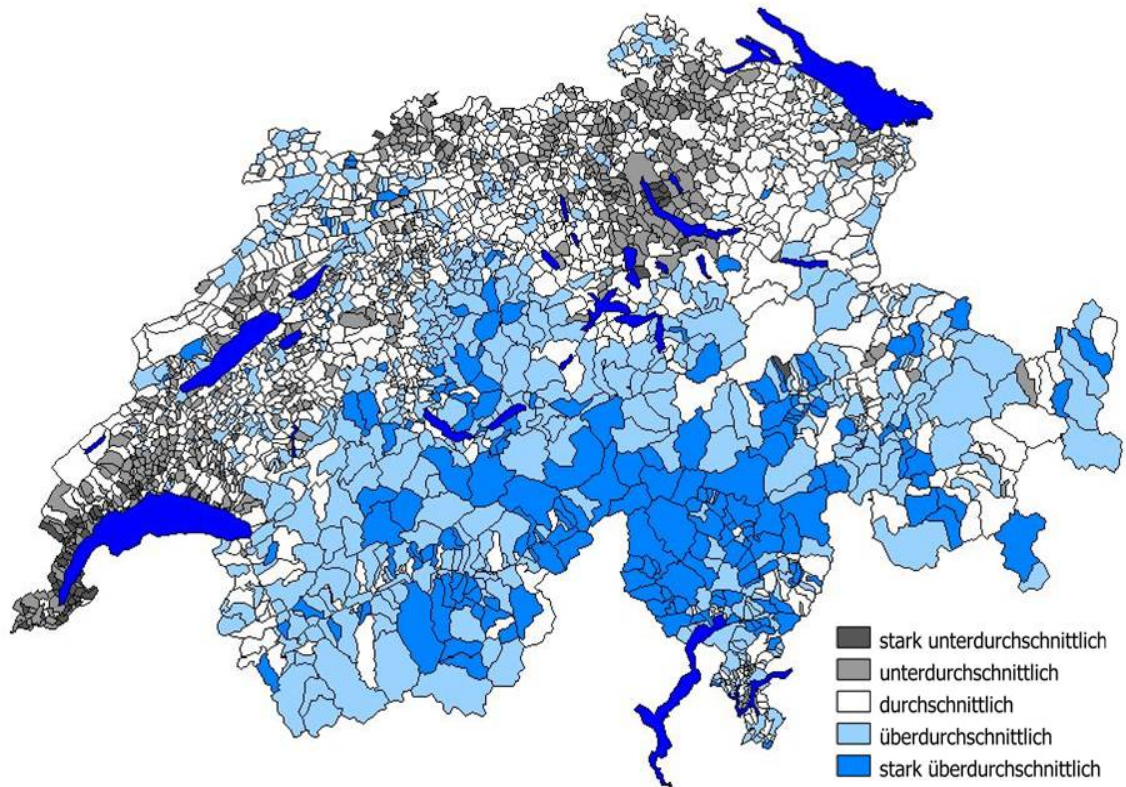 stark unterdurchschnittlich
unterdurchschnittlich
durchschnittlich
überdurchschnittlich
stark überdurchschnittlich